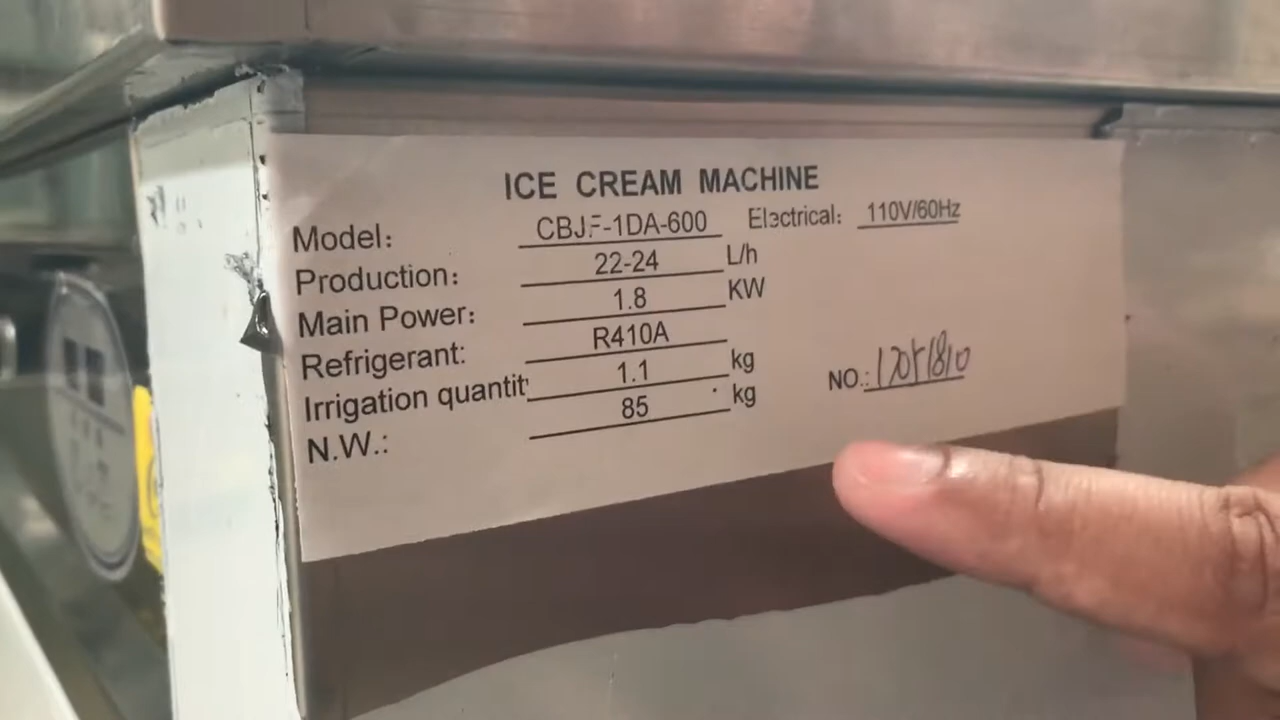 ICE CREAM MACHINE
Model: CBJF-1DA-600 Electrical: 110V/60Hz
Production: 22-24 L/h
Main Power: 1.8 KW
Refrigerant: R410A
Irrigation quantit 1.1 kg
N.W.: 85 kg
NO.: